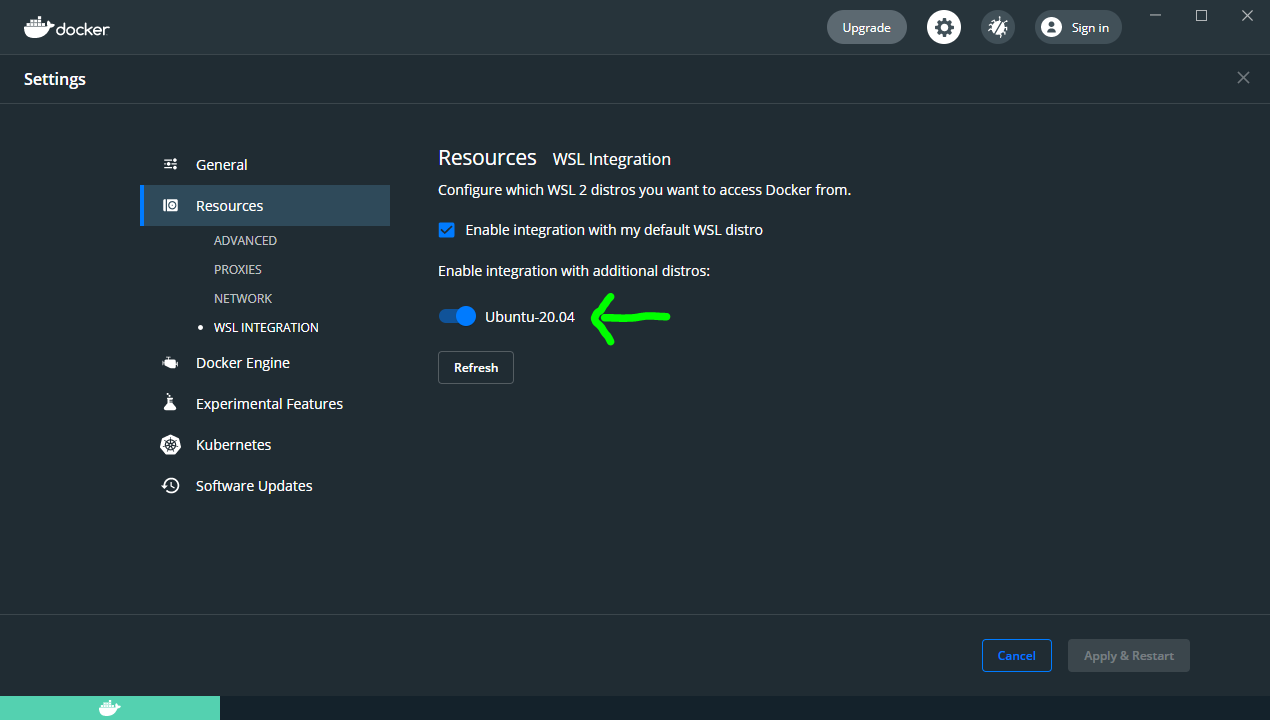 docker
Upgrade
Sign in
Settings
General
Resources
ADVANCED
PROXIES
NETWORK
WSL INTEGRATION
Docker Engine
Experimental Features
Kubernetes
Software Updates
Resources WSL Integration
Configure which WSL 2 distros you want to access Docker from.
Enable integration with my default WSL distro
Enable integration with additional distros:
Ubuntu-20.04
Refresh
Cancel
Apply & Restart